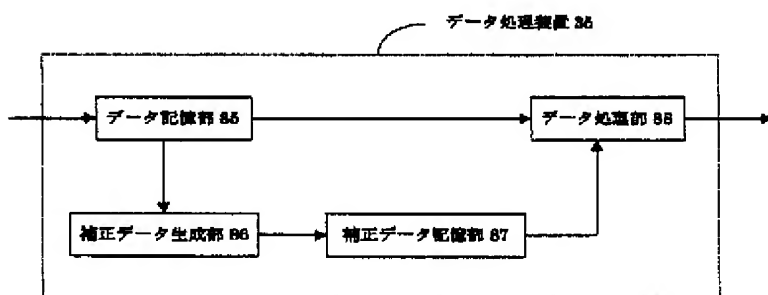 データ処理装置
データ記憶部 85
データ処理部 88
補正データ生成部 86
補正データ記憶部 87